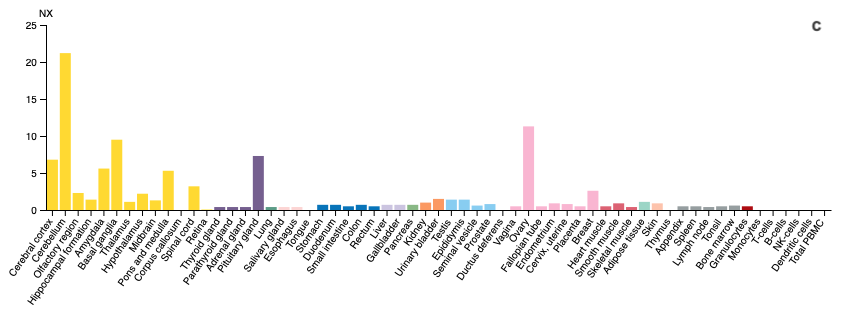 NX
C
25
20
15
10
5
0
Cerebral cortex
Cerebellum
Olfactory region
Hippocampal formation
Amygdala
Basal ganglia
Thalamus
Hypothalamus
Midbrain
Pons and medulla
Corpus callosum
Spinal cord
Retina
Thyroid gland
Parathyroid gland
Adrenal gland
Pituitary gland
Lung
Salivary gland
Esophagus
Tongue
Stomach
Duodenum
Small intestine
Colon
Rectum
Liver
Gallbladder
Pancreas
Kidney
Urinary bladder
Testis
Epididymis
Seminal vesicle
Prostate
Ductus deferens
Vagina
Ovary
Fallopian tube
Endometrium
Cervix, uterine
Placenta
Breast
Heart muscle
Smooth muscle
Skeletal muscle
Adipose tissue
Skin
Thymus
Appendix
Spleen
Lymph node
Tonsil
Bone marrow
Granulocytes
Monocytes
T-cells
B-cells
NK-cells
Dendritic cells
Total PBMC